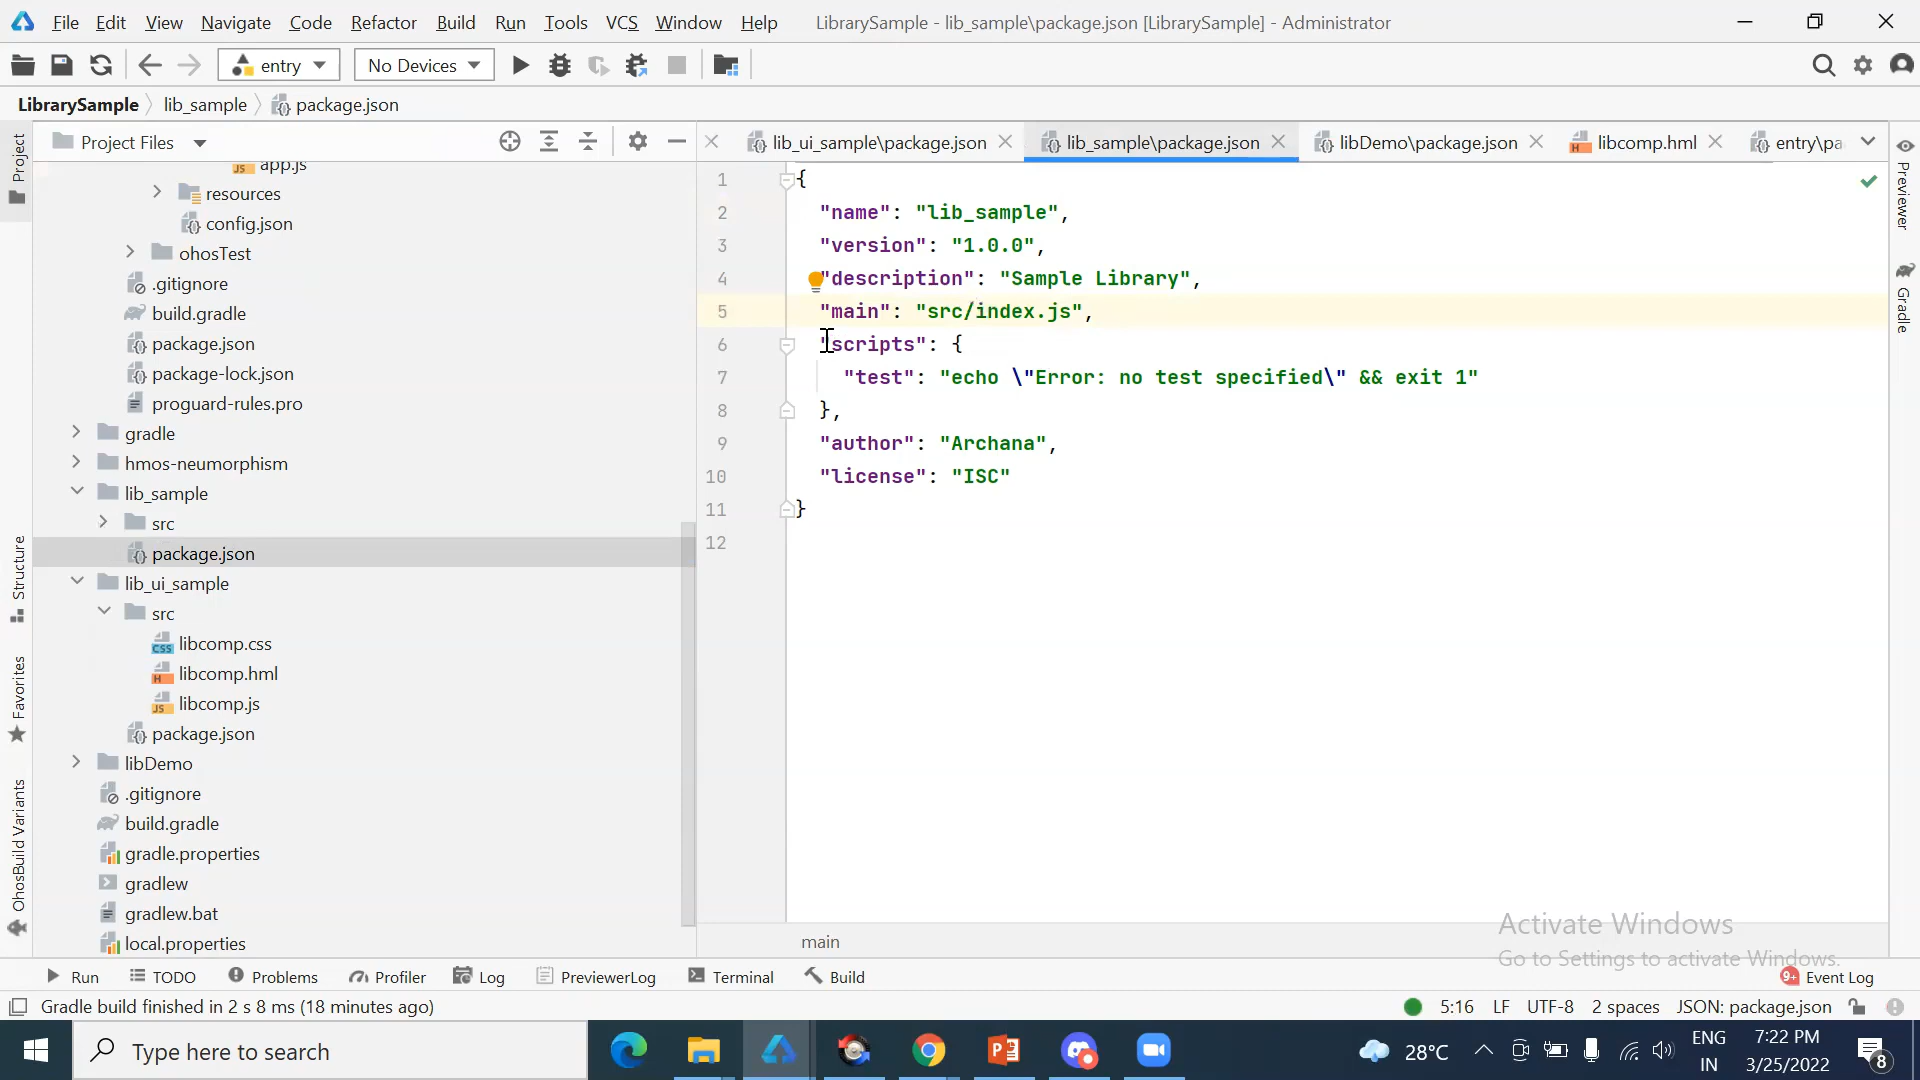 File Edit View Navigate Code Refactor Build Run Tools VCS Window Help LibrarySample - lib_sample\package.json [LibrarySample] - Administrator
entry No Devices
LibrarySample lib_sample package.json
Project
Project Files
lib_ui_sample\package.json lib_sample\package.json libDemo\package.json libcomp.hml entry\pa
app.js
resources
config.json
ohosTest
.gitignore
build.gradle
package.json
package-lock.json
proguard-rules.pro
gradle
hmos-neumorphism
lib_sample
src
package.json
lib_ui_sample
src
libcomp.css
libcomp.hml
libcomp.js
package.json
libDemo
.gitignore
build.gradle
gradle.properties
gradlew
gradlew.bat
local.properties
Structure
Favorites
OhosBuild Variants
1 {
2 "name": "lib_sample",
3 "version": "1.0.0",
4 "description": "Sample Library",
5 "main": "src/index.js",
6 "scripts": {
7 "test": "echo \"Error: no test specified\" && exit 1"
8 },
9 "author": "Archana",
10 "license": "ISC"
11 }
12
main
Previewer
Gradle
Activate Windows
Go to Settings to activate Windows.
Run TODO Problems Profiler Log PreviewerLog Terminal Build 9+ Event Log
Gradle build finished in 2 s 8 ms (18 minutes ago) 5:16 LF UTF-8 2 spaces JSON: package.json
Type here to search 28°C ENG 7:22 PM
IN 3/25/2022 8